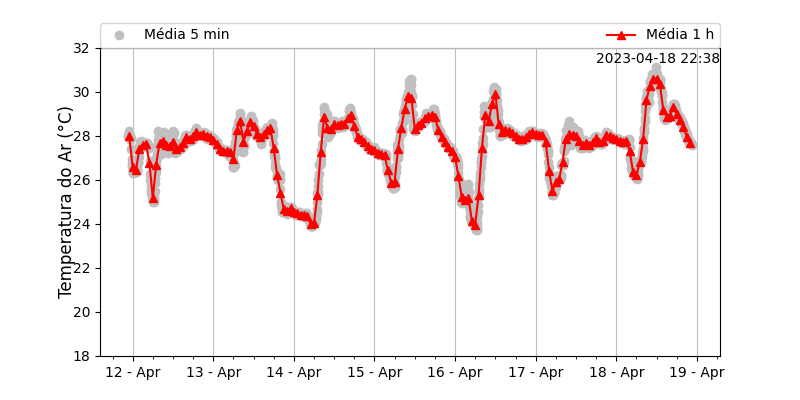 Média 5 min
Média 1 h
2023-04-18 22:38
Temperatura do Ar (°C)
32
30
28
26
24
22
20
18
12 - Apr
13 - Apr
14 - Apr
15 - Apr
16 - Apr
17 - Apr
18 - Apr
19 - Apr